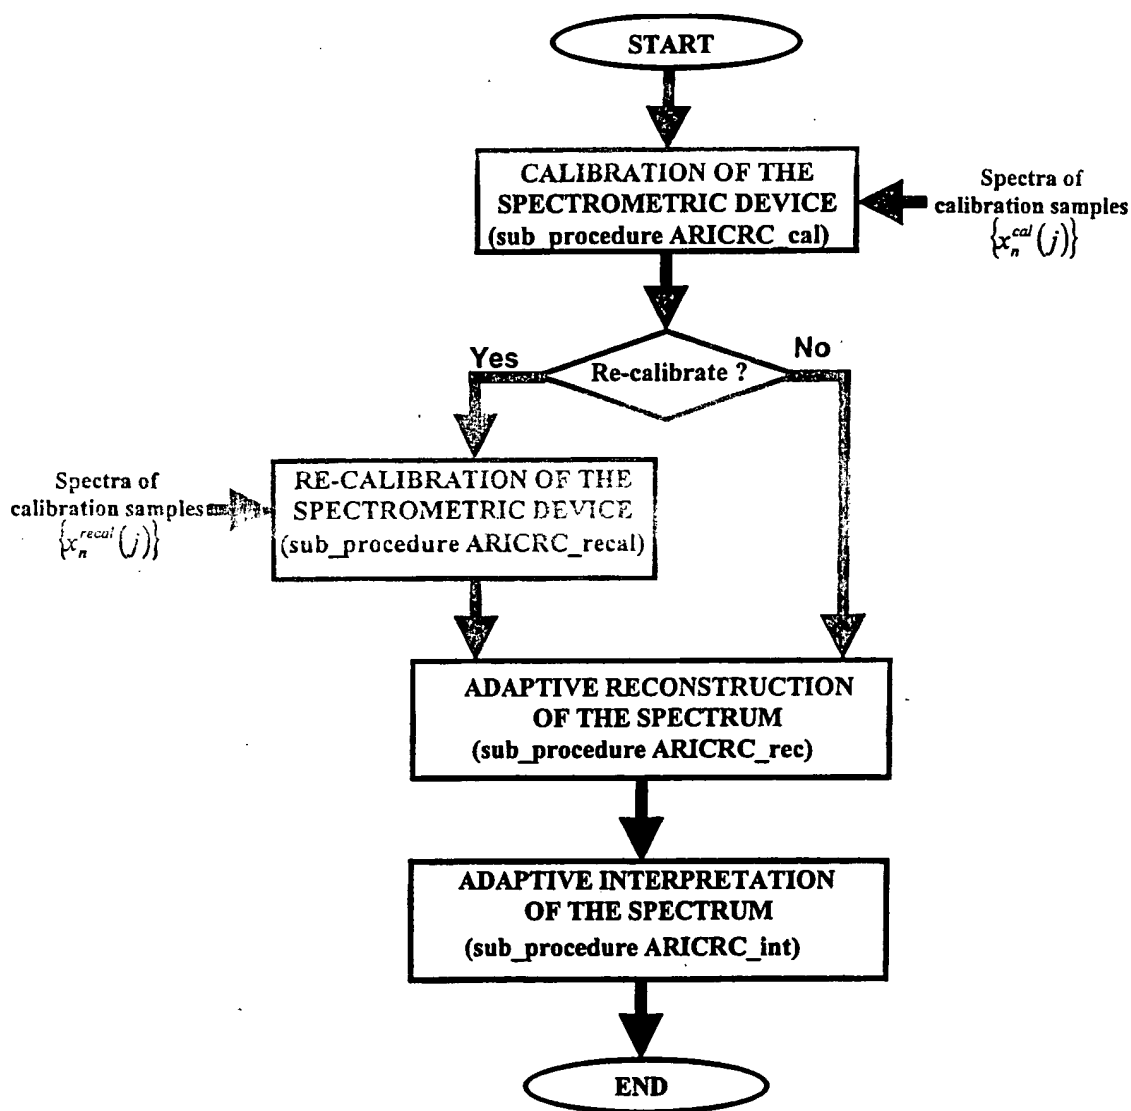 START
CALIBRATION OF THE
SPECTROMETRIC DEVICE
(sub_procedure ARICRC_cal)
Spectra of
calibration samples
{x_n^{cal}(j)}
Yes
No
Re-calibrate ?
Spectra of
calibration samples
{x_n^{recal}(j)}
RE-CALIBRATION OF THE
SPECTROMETRIC DEVICE
(sub_procedure ARICRC_recal)
ADAPTIVE RECONSTRUCTION
OF THE SPECTRUM
(sub_procedure ARICRC_rec)
ADAPTIVE INTERPRETATION
OF THE SPECTRUM
(sub_procedure ARICRC_int)
END